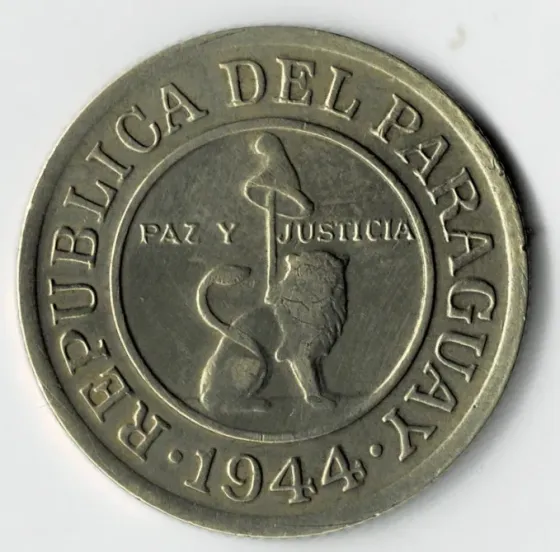 REPUBLICA DEL PARAGUAY
PAZ Y JUSTICIA
· 1944 ·